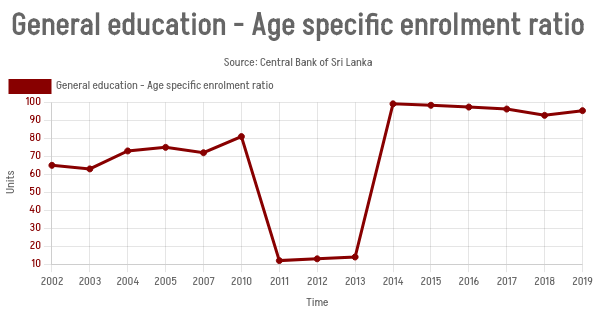 General education - Age specific enrolment ratio
Source: Central Bank of Sri Lanka
General education - Age specific enrolment ratio
100
90
80
70
60
50
40
30
20
10
Units
2002 2003 2004 2005 2007 2010 2011 2012 2013 2014 2015 2016 2017 2018 2019
Time